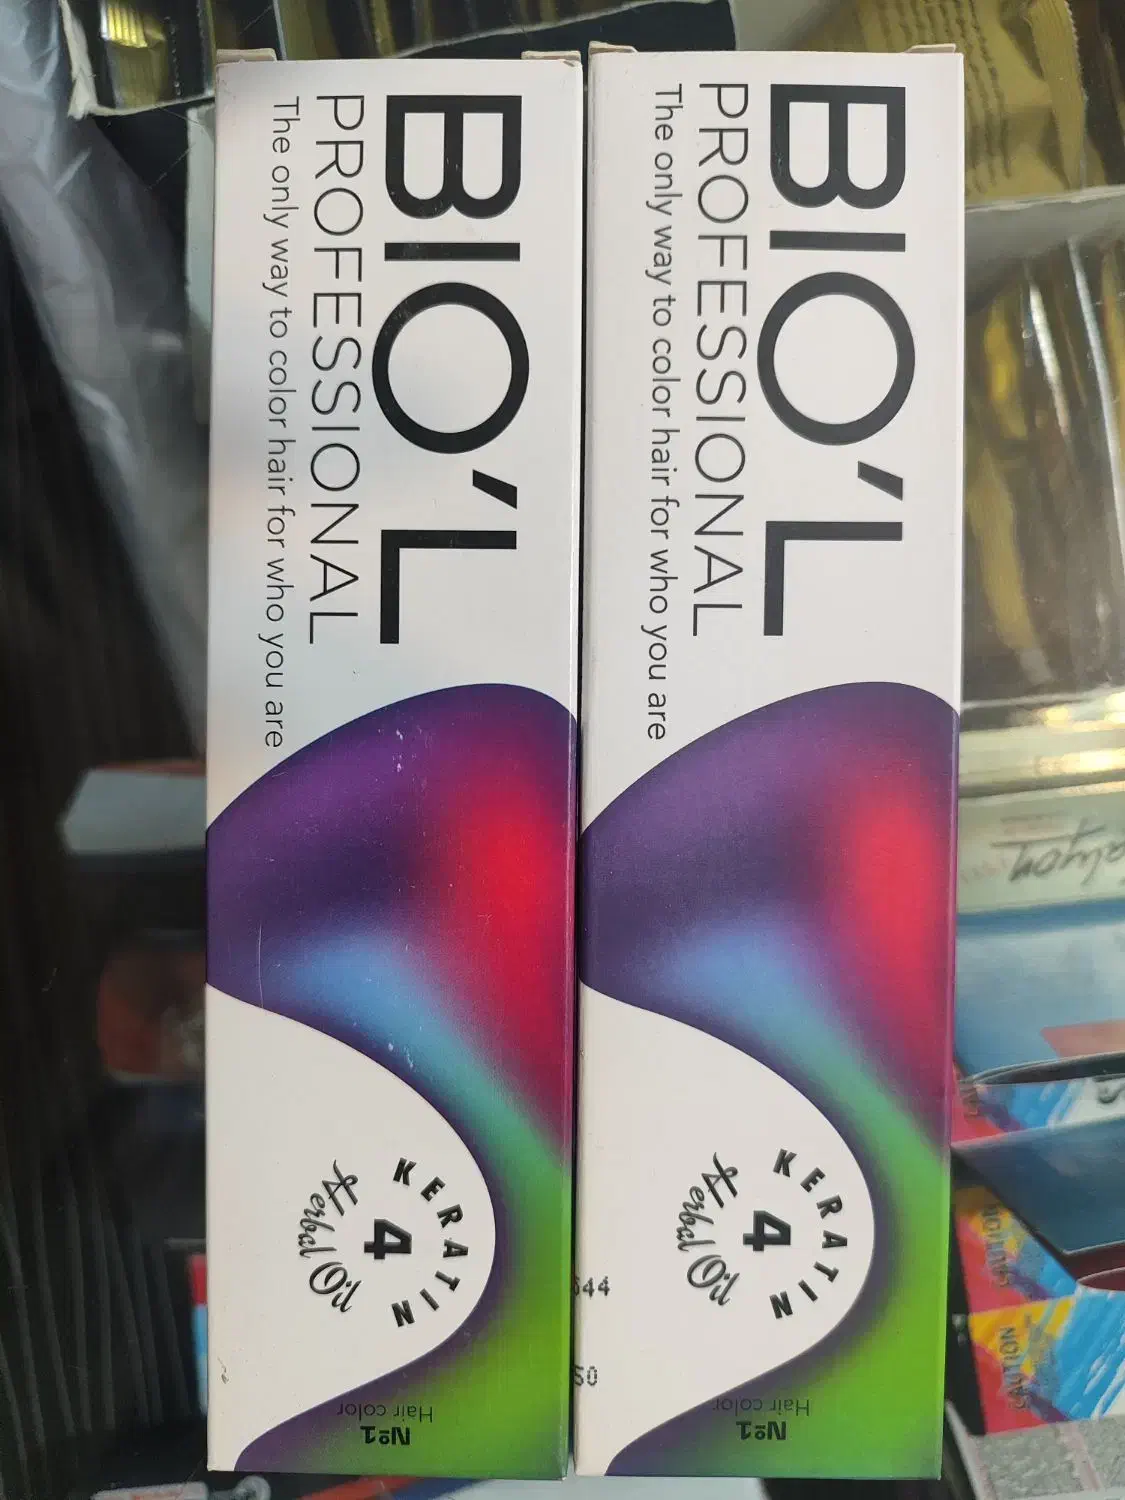 BIO'L
PROFESSIONAL
The only way to color hair for who you are
KERATIN
4
Herbal Oil
Nº1
Hair color
BIO'L
PROFESSIONAL
The only way to color hair for who you are
KERATIN
4
Herbal Oil
Nº1
Hair color
644
50